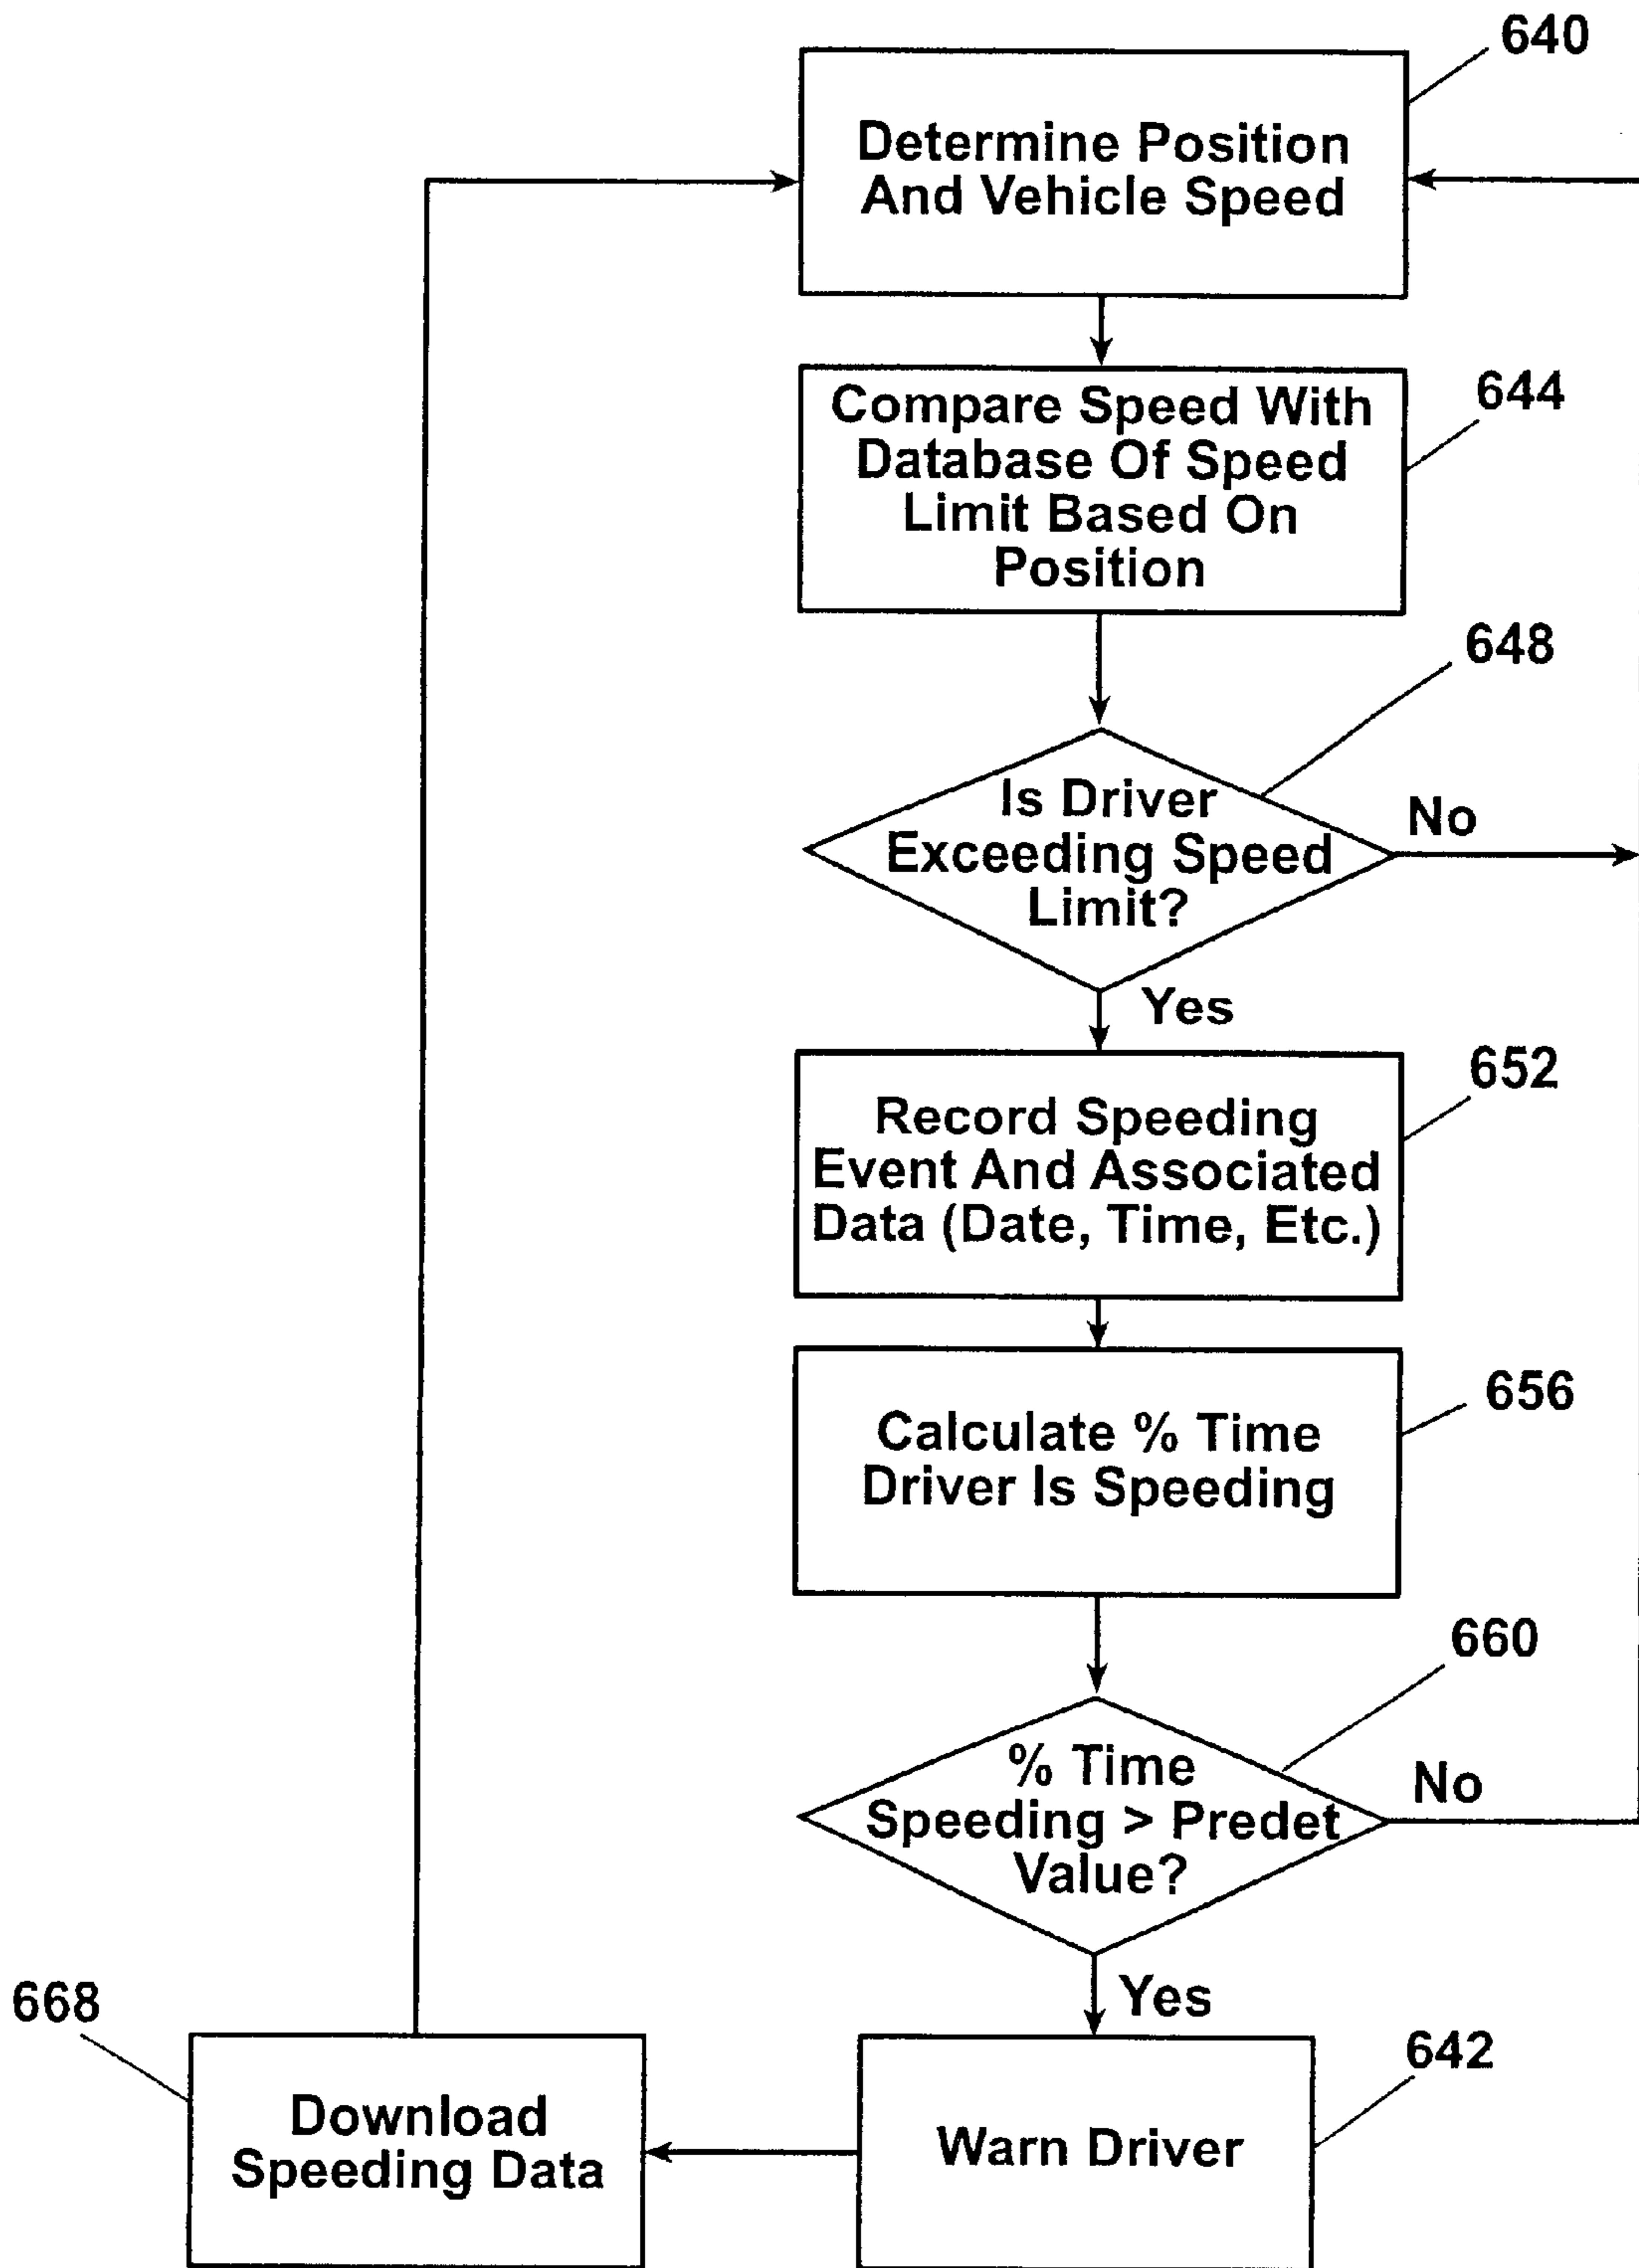 640
Determine Position
And Vehicle Speed
644
Compare Speed With
Database Of Speed
Limit Based On
Position
648
Is Driver
Exceeding Speed
Limit?
No
Yes
652
Record Speeding
Event And Associated
Data (Date, Time, Etc.)
656
Calculate % Time
Driver Is Speeding
660
% Time
Speeding > Predet
Value?
No
Yes
668
Download
Speeding Data
642
Warn Driver